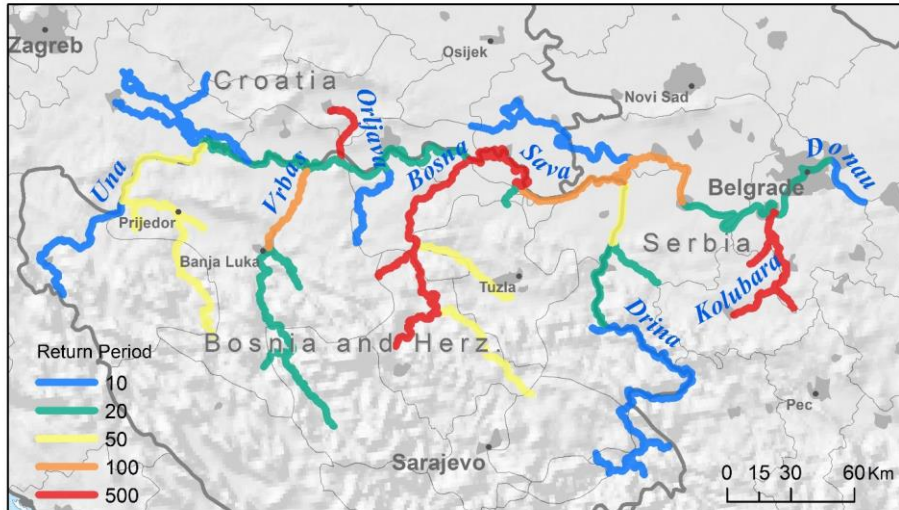 Zagreb
Osijek
Croatia
Novi Sad
Orljava
Donau
Bosna
Sava
Una
Vrbas
Belgrade
Prijedor
Serbia
Banja Luka
Tuzla
Kolubara
Drina
Bosnia and Herz.
Return Period
10
20
50
100
500
Pec
Sarajevo
0 15 30 60 Km